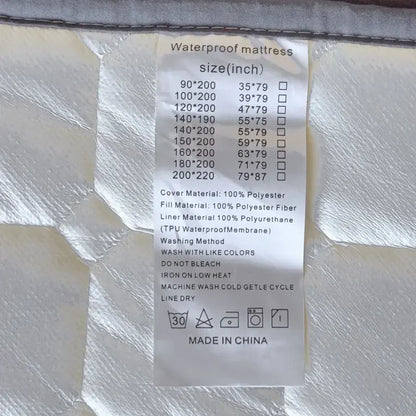 Waterproof mattress
size(inch)
90*200 35*79 □
100*200 39*79 □
120*200 47*79 □
140*190 55*75 □
140*200 55*79 □
150*200 59*79 □
160*200 63*79 □
180*200 71*79 □
200*220 79*87 □
Cover Material: 100% Polyester
Fill Material: 100% Polyester Fiber
Liner Material 100% Polyurethane
(TPU WaterproofMembrane)
Washing Method
WASH WITH LIKE COLORS
DO NOT BLEACH
IRON ON LOW HEAT
MACHINE WASH COLD GETLE CYCLE
LINE DRY
30
MADE IN CHINA